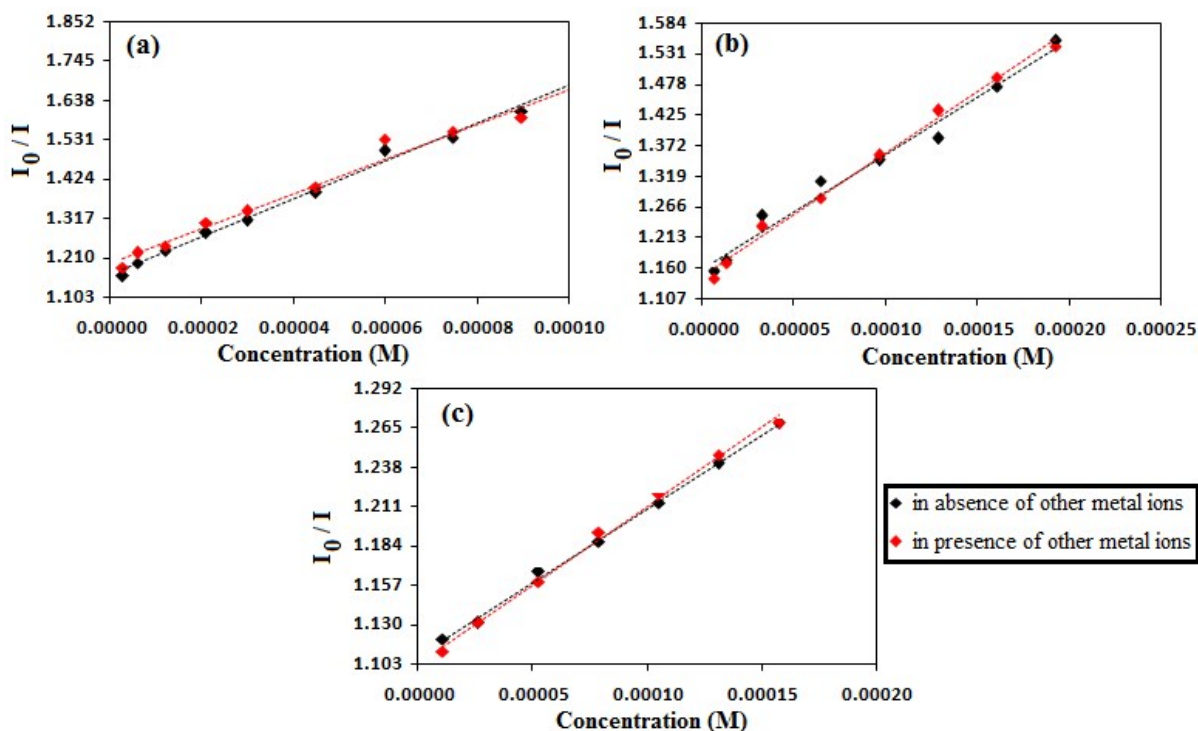 (a)
I0 / I
1.852
1.745
1.638
1.531
1.424
1.317
1.210
1.103
0.00000 0.00002 0.00004 0.00006 0.00008 0.00010
Concentration (M)
(b)
I0 / I
1.584
1.531
1.478
1.425
1.372
1.319
1.266
1.213
1.160
1.107
0.00000 0.00005 0.00010 0.00015 0.00020 0.00025
Concentration (M)
(c)
I0 / I
1.292
1.265
1.238
1.211
1.184
1.157
1.130
1.103
0.00000 0.00005 0.00010 0.00015 0.00020
Concentration (M)
in absence of other metal ions
in presence of other metal ions